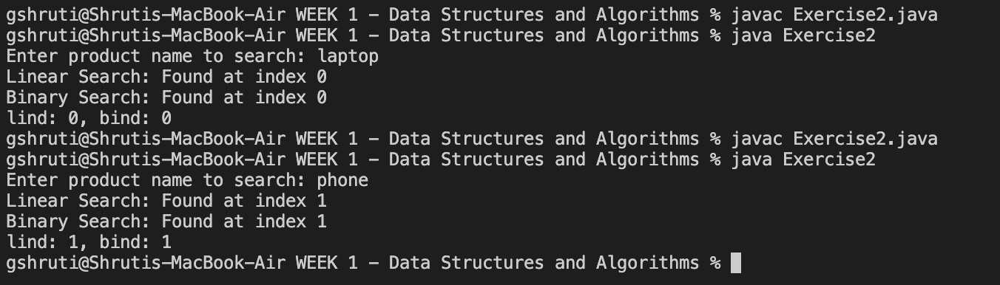 gshruti@Shrutis-MacBook-Air WEEK 1 - Data Structures and Algorithms % javac Exercise2.java
gshruti@Shrutis-MacBook-Air WEEK 1 - Data Structures and Algorithms % java Exercise2
Enter product name to search: laptop
Linear Search: Found at index 0
Binary Search: Found at index 0
lind: 0, bind: 0
gshruti@Shrutis-MacBook-Air WEEK 1 - Data Structures and Algorithms % javac Exercise2.java
gshruti@Shrutis-MacBook-Air WEEK 1 - Data Structures and Algorithms % java Exercise2
Enter product name to search: phone
Linear Search: Found at index 1
Binary Search: Found at index 1
lind: 1, bind: 1
gshruti@Shrutis-MacBook-Air WEEK 1 - Data Structures and Algorithms %